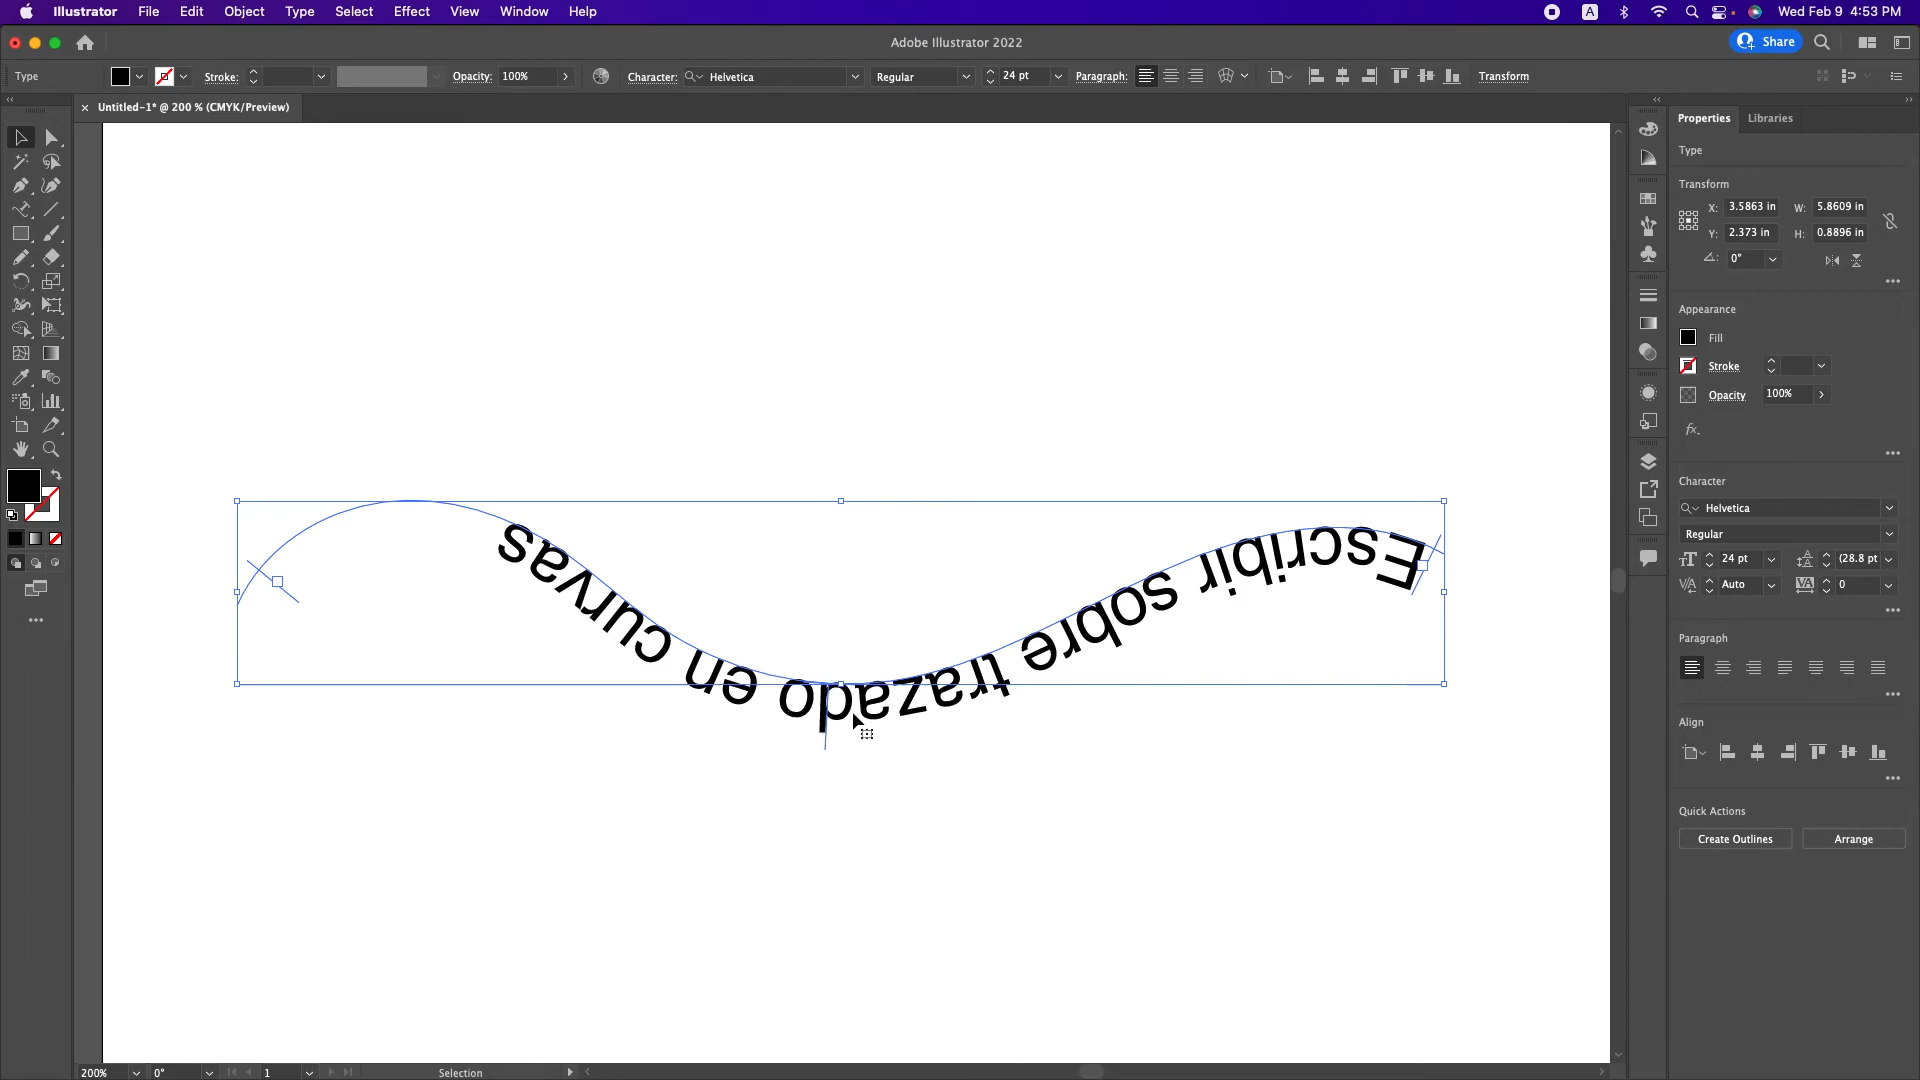 Illustrator File Edit Object Type Select Effect View Window Help
A Wed Feb 9 4:53 PM
Adobe Illustrator 2022
Share
Type Stroke: Opacity: 100% Character: Helvetica Regular 24 pt Paragraph: Transform
× Untitled-1* @ 200 % (CMYK/Preview)
Properties Libraries
Type
Transform
X: 3.5863 in W: 5.8609 in
Y: 2.373 in H: 0.8896 in
0°
Appearance
Fill
Stroke
Opacity 100%
fx.
Character
Helvetica
Regular
24 pt (28.8 pt
Auto 0
Paragraph
Align
Quick Actions
Create Outlines Arrange
Escribir sobre trazado en curvas
200% 0° 1 Selection